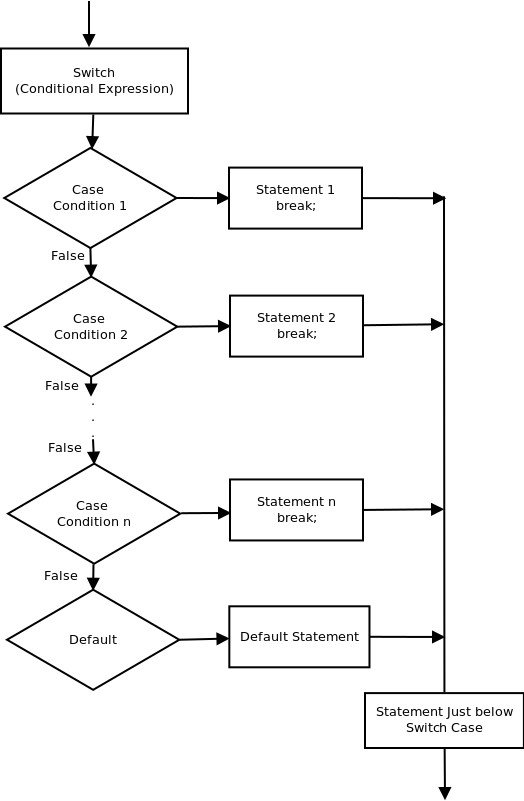 Switch
(Conditional Expression)
Case
Condition 1
Statement 1
break;
False
Case
Condition 2
Statement 2
break;
False
.
.
.
False
Case
Condition n
Statement n
break;
False
Default
Default Statement
Statement Just below
Switch Case